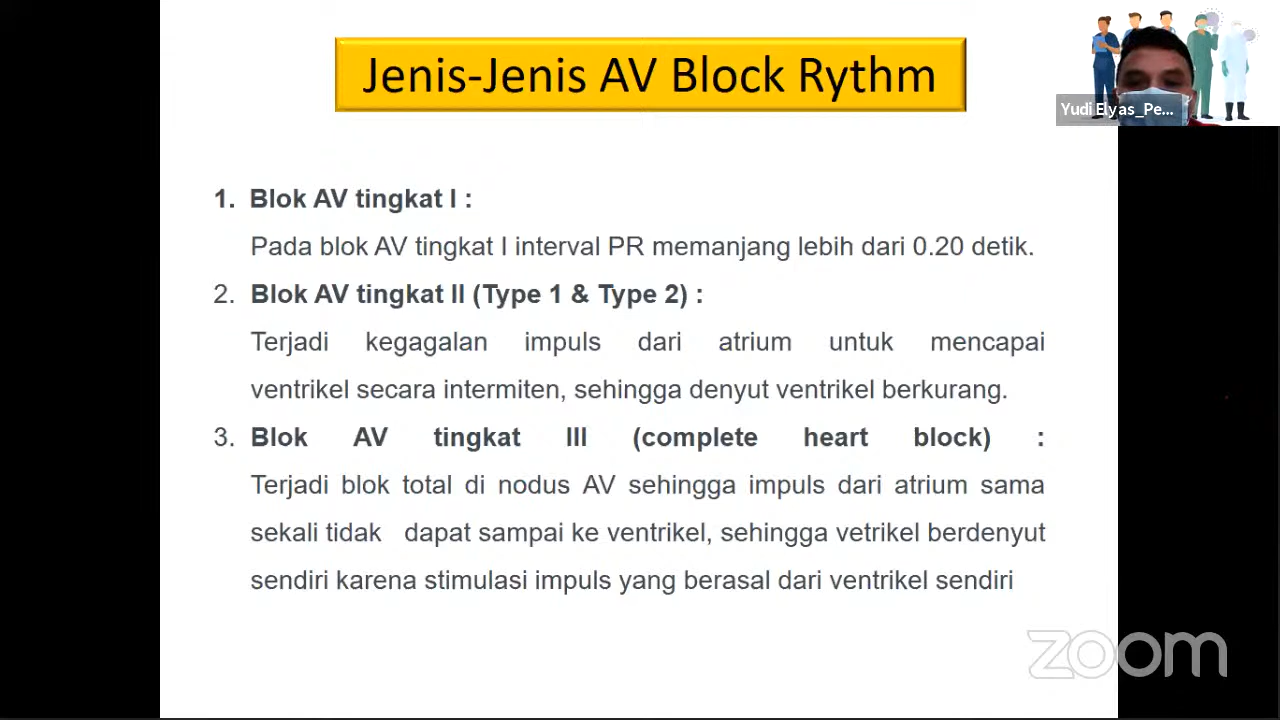 Jenis-Jenis AV Block Rythm
Yudi Elyas_Pe...
1. Blok AV tingkat I :
Pada blok AV tingkat I interval PR memanjang lebih dari 0.20 detik.
2. Blok AV tingkat II (Type 1 & Type 2) :
Terjadi kegagalan impuls dari atrium untuk mencapai
ventrikel secara intermiten, sehingga denyut ventrikel berkurang.
3. Blok AV tingkat III (complete heart block) :
Terjadi blok total di nodus AV sehingga impuls dari atrium sama
sekali tidak dapat sampai ke ventrikel, sehingga vetrikel berdenyut
sendiri karena stimulasi impuls yang berasal dari ventrikel sendiri
zoom